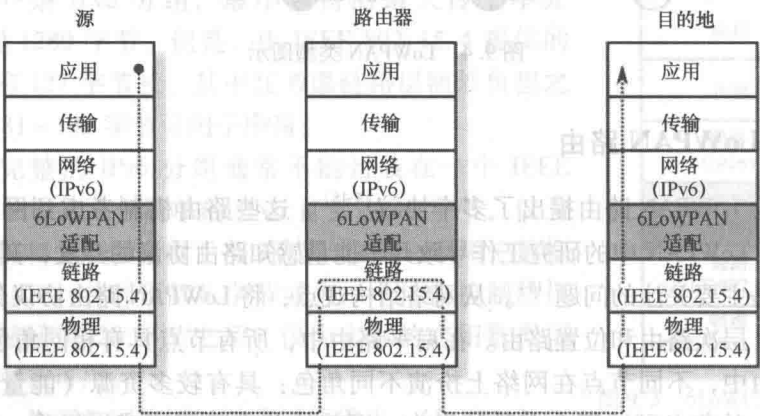 源
路由器
目的地
应用
传输
网络
(IPv6)
6LoWPAN
适配
链路
(IEEE 802.15.4)
物理
(IEEE 802.15.4)
应用
传输
网络
(IPv6)
6LoWPAN
适配
链路
(IEEE 802.15.4)
物理
(IEEE 802.15.4)
应用
传输
网络
(IPv6)
6LoWPAN
适配
链路
(IEEE 802.15.4)
物理
(IEEE 802.15.4)